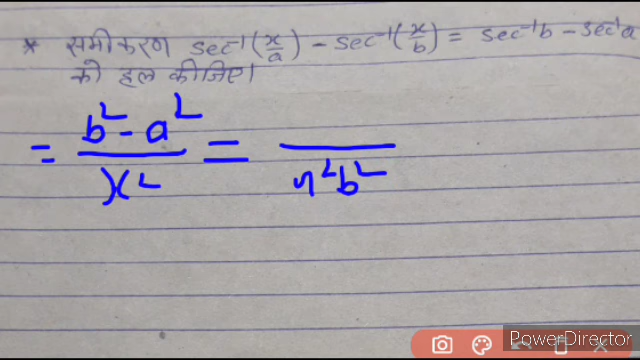 * समीकरण sec⁻¹(x/a) - sec⁻¹(x/b) = sec⁻¹b - sec⁻¹a
को हल कीजिए।
= (b² - a²)/x² = /a²b²
PowerDirector